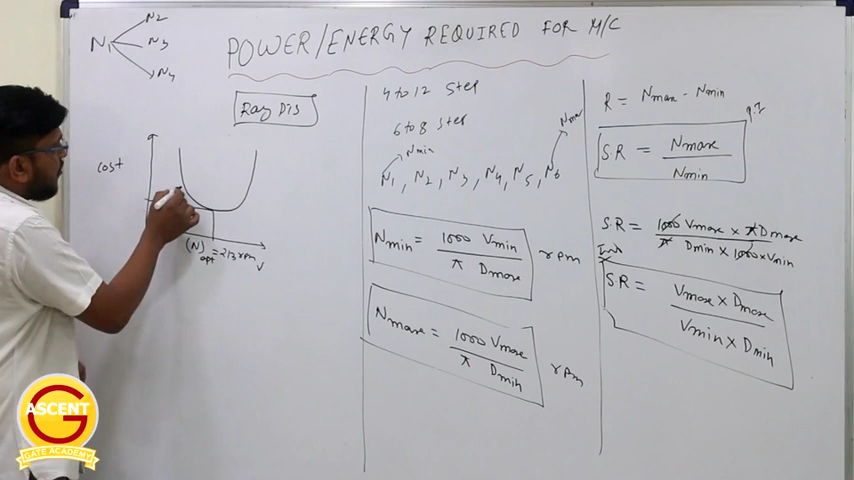 POWER/ENERGY REQUIRED FOR M/C
N1
N2
N3
N4
Ray Dis
cost
(N)opt = 213 rpm
V
4 to 12 Step
6 to 8 Step
Nmin
Nmax
N1, N2, N3, N4, N5, N6
Nmin = 1000 Vmin / π Dmax rpm
Nmax = 1000 Vmax / π Dmin rpm
R = Nmax - Nmin
S.R = Nmax / Nmin
S.R = 1000 Vmax × π Dmax / π Dmin × 1000 × Vmin
S.R = Vmax × Dmax / Vmin × Dmin
ASCENT
G
GATE ACADEMY